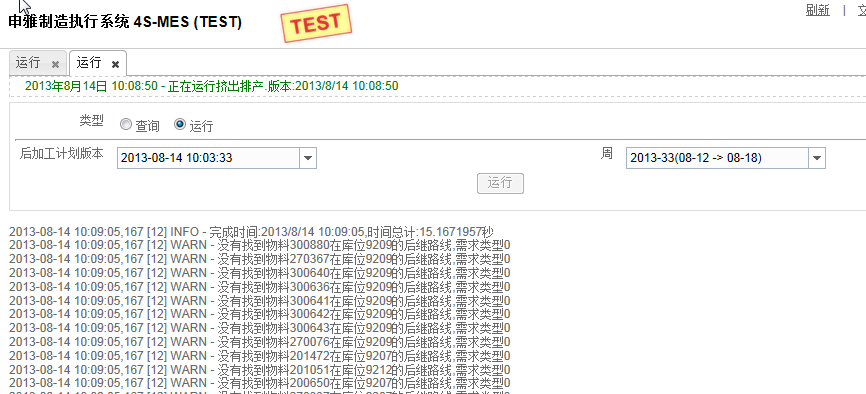 申雅制造执行系统 4S-MES (TEST)
TEST
刷新 |
运行 × 运行 ×
2013年8月14日 10:08:50 - 正在运行挤出排产.版本:2013/8/14 10:08:50
类型 查询 运行
后加工计划版本 2013-08-14 10:03:33 周 2013-33(08-12 -> 08-18)
运行
2013-08-14 10:09:05,167 [12] INFO - 完成时间:2013/8/14 10:09:05,时间总计:15.1671957秒
2013-08-14 10:09:05,167 [12] WARN - 没有找到物料300880在库位9209的后继路线,需求类型0
2013-08-14 10:09:05,167 [12] WARN - 没有找到物料270367在库位9209的后继路线,需求类型0
2013-08-14 10:09:05,167 [12] WARN - 没有找到物料300640在库位9209的后继路线,需求类型0
2013-08-14 10:09:05,167 [12] WARN - 没有找到物料300636在库位9209的后继路线,需求类型0
2013-08-14 10:09:05,167 [12] WARN - 没有找到物料300641在库位9209的后继路线,需求类型0
2013-08-14 10:09:05,167 [12] WARN - 没有找到物料300642在库位9209的后继路线,需求类型0
2013-08-14 10:09:05,167 [12] WARN - 没有找到物料300643在库位9209的后继路线,需求类型0
2013-08-14 10:09:05,167 [12] WARN - 没有找到物料270076在库位9209的后继路线,需求类型0
2013-08-14 10:09:05,167 [12] WARN - 没有找到物料201472在库位9207的后继路线,需求类型0
2013-08-14 10:09:05,167 [12] WARN - 没有找到物料201051在库位9212的后继路线,需求类型0
2013-08-14 10:09:05,167 [12] WARN - 没有找到物料200650在库位9207的后继路线,需求类型0